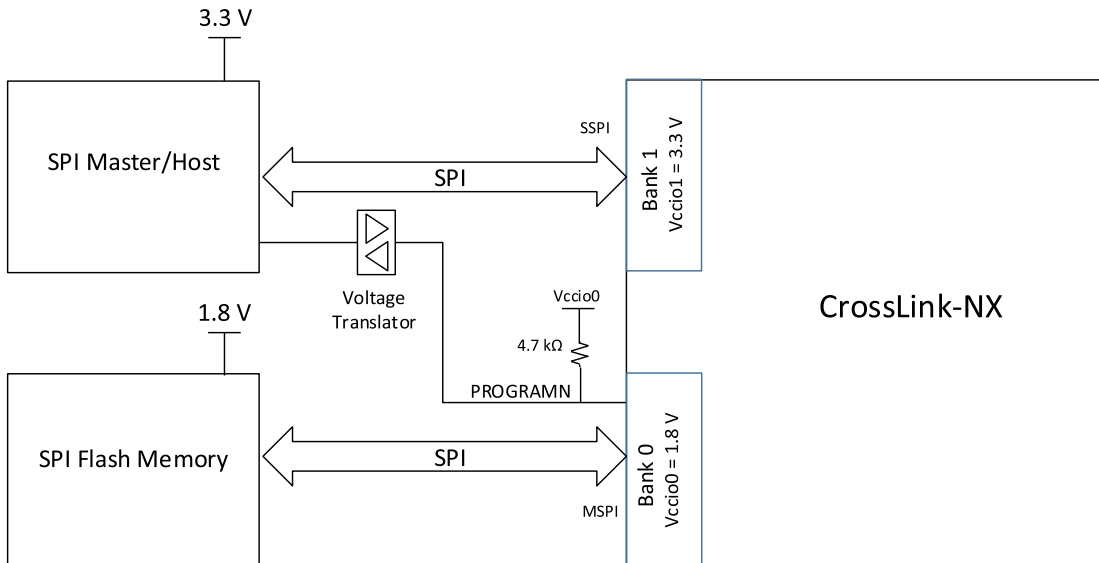 3.3 V
SPI Master/Host
SSPI
SPI
Bank 1
Vccio1 = 3.3 V
Voltage
Translator
Vccio0
4.7 kΩ
CrossLink-NX
1.8 V
PROGRAMN
SPI Flash Memory
SPI
MSPI
Bank 0
Vccio0 = 1.8 V